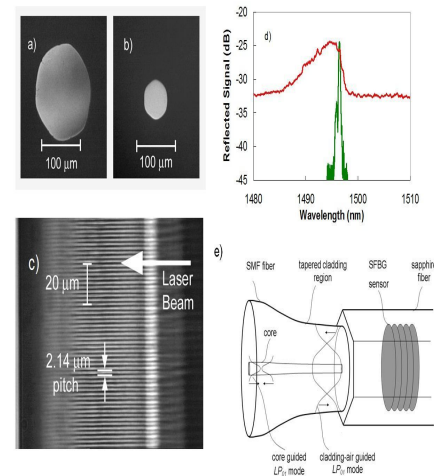 a)
b)
100 μm
100 μm
d)
Reflected Signal (dB)
-15
-20
-25
-30
-35
-40
-45
1480
1490
1500
1510
Wavelength (nm)
c)
20 μm
Laser
Beam
2.14 μm
pitch
e)
SMF fiber
tapered cladding
region
SFBG
sensor
sapphire
fiber
core
core guided
LP01 mode
cladding-air guided
mode